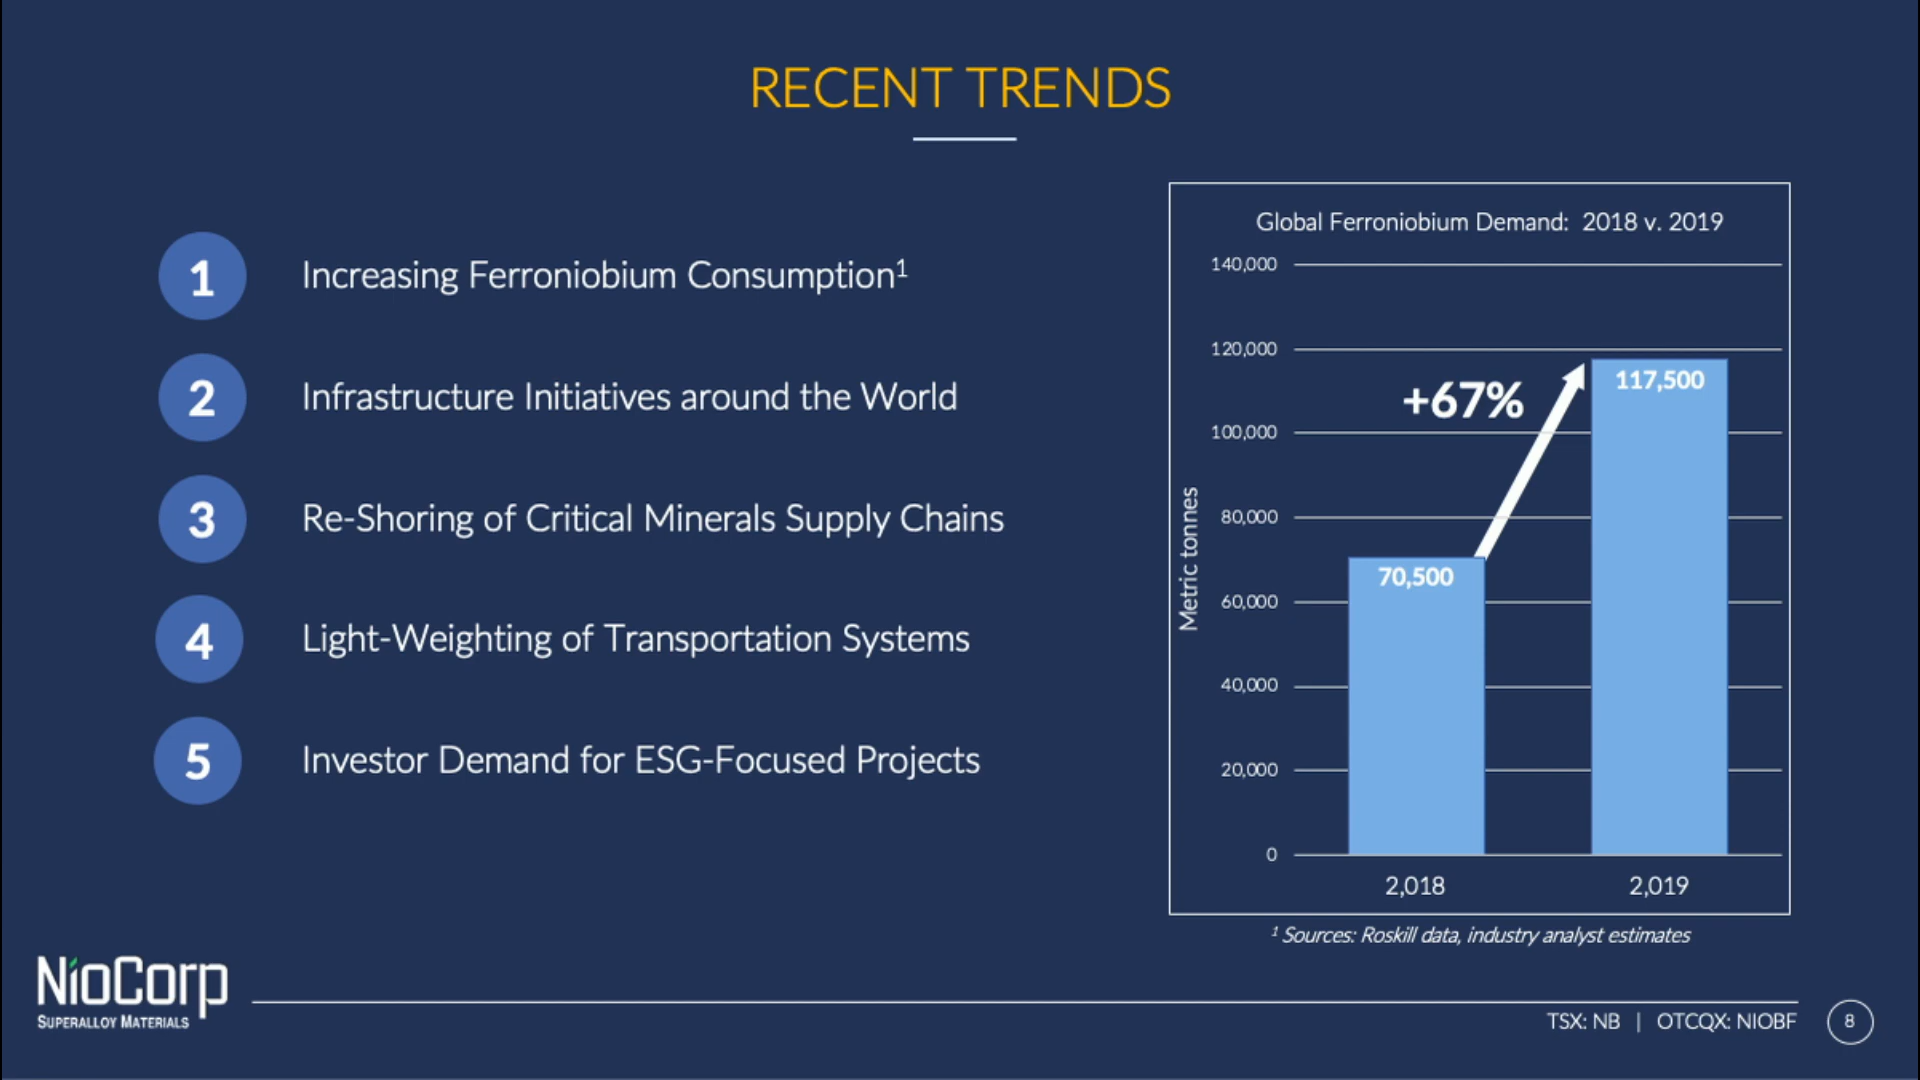 RECENT TRENDS
1 Increasing Ferroniobium Consumption¹
2 Infrastructure Initiatives around the World
3 Re-Shoring of Critical Minerals Supply Chains
4 Light-Weighting of Transportation Systems
5 Investor Demand for ESG-Focused Projects
Global Ferroniobium Demand: 2018 v. 2019
Metric tonnes
140,000
120,000
100,000
80,000
60,000
40,000
20,000
0
+67%
70,500
117,500
2,018
2,019
¹ Sources: Roskill data, industry analyst estimates
NioCorp
SUPERALLOY MATERIALS
TSX: NB | OTCQX: NIOBF
8